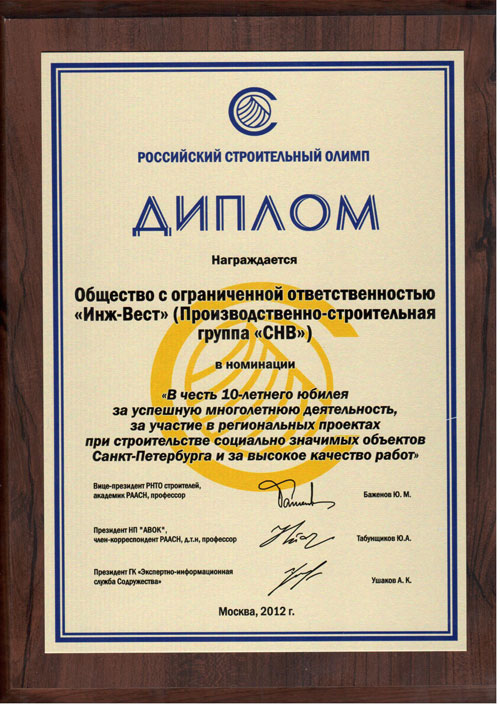 РОССИЙСКИЙ СТРОИТЕЛЬНЫЙ ОЛИМП
ДИПЛОМ
Награждается
Общество с ограниченной ответственностью
«Инж-Вест» (Производственно-строительная
группа «СНВ»)
в номинации
«В честь 10-летнего юбилея
за успешную многолетнюю деятельность,
за участие в региональных проектах
при строительстве социально значимых объектов
Санкт-Петербурга и за высокое качество работ»
Вице-президент РНТО строителей,
академик РААСН, профессор
Баженов Ю. М.
Президент НП "АВОК",
член-корреспондент РААСН, д.т.н, профессор
Табунщиков Ю.А.
Президент ГК «Экспертно-информационная
служба Содружества»
Ушаков А. К.
Москва, 2012 г.